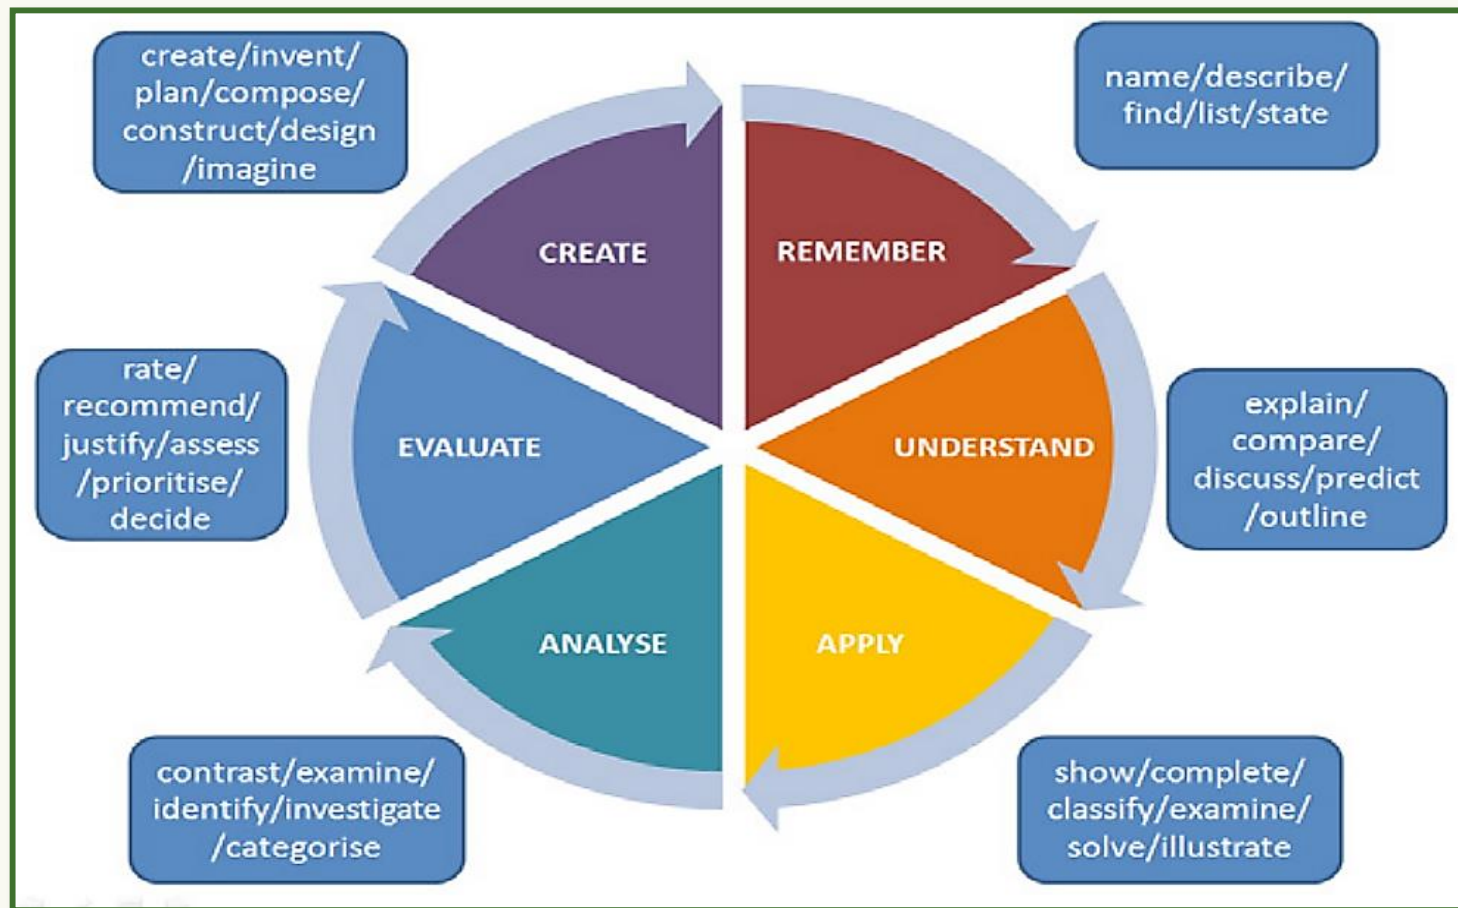 create/invent/
plan/compose/
construct/design
/imagine
name/describe/
find/list/state
CREATE
REMEMBER
rate/
recommend/
justify/assess
/prioritise/
decide
EVALUATE
UNDERSTAND
explain/
compare/
discuss/predict
/outline
ANALYSE
APPLY
contrast/examine/
identify/investigate
/categorise
show/complete/
classify/examine/
solve/illustrate